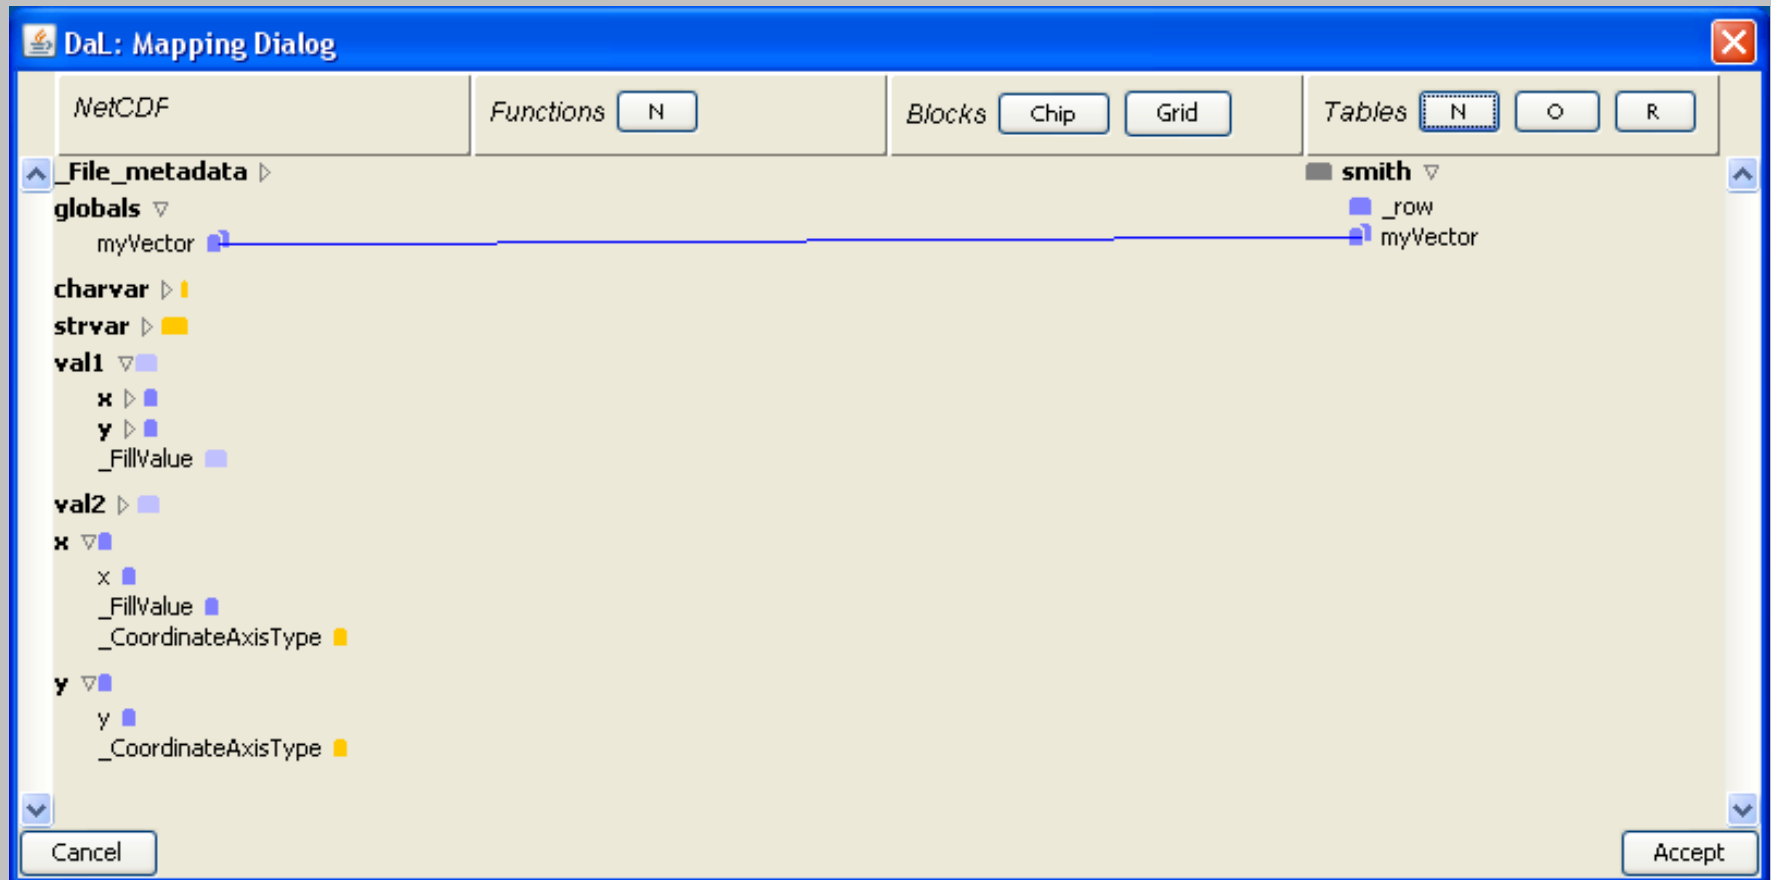 DaL: Mapping Dialog
NetCDF
Functions N
Blocks Chip Grid
Tables N O R
_File_metadata
smith
globals
_row
myVector
myVector
charvar
strvar
val1
x
y
_FillValue
val2
x
x
_FillValue
_CoordinateAxisType
y
y
_CoordinateAxisType
Cancel
Accept